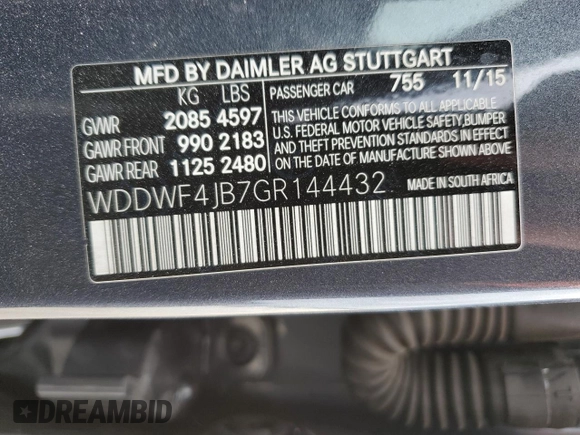 MFD BY DAIMLER AG STUTTGART
KG LBS
GVWR 2085 4597
GAWR FRONT 990 2183
GAWR REAR 1125 2480
PASSENGER CAR 755 11/15
THIS VEHICLE CONFORMS TO ALL APPLICABLE
U.S. FEDERAL MOTOR VEHICLE SAFETY, BUMPER
AND THEFT PREVENTION STANDARDS IN EFFECT
ON THE DATE OF MANUFACTURE SHOWN ABOVE
WDDWF4JB7GR144432
MADE IN SOUTH AFRICA
DREAMBID